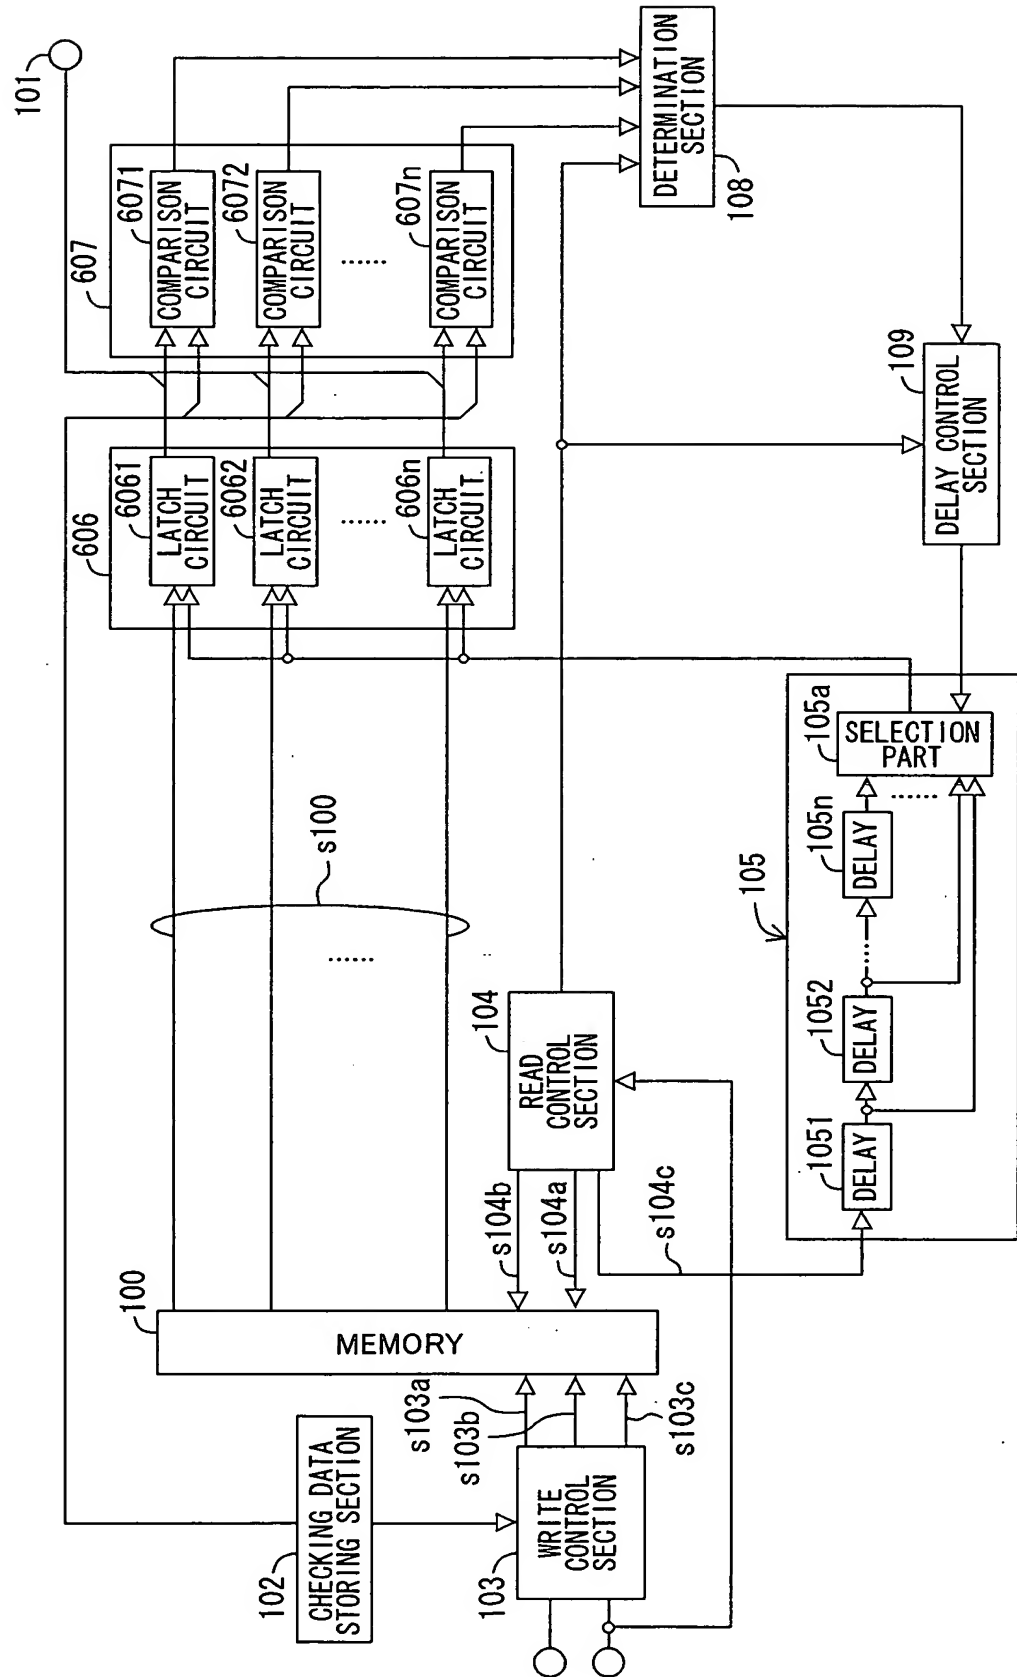 101
607
6071
COMPARISON
CIRCUIT
6072
COMPARISON
CIRCUIT
......
607n
COMPARISON
CIRCUIT
DETERMINATION
SECTION
108
606
6061
LATCH
CIRCUIT
6062
LATCH
CIRCUIT
......
606n
LATCH
CIRCUIT
109
DELAY CONTROL
SECTION
s100
......
105
105a
SELECTION
PART
......
105n
DELAY
......
1052
DELAY
1051
DELAY
104
READ
CONTROL
SECTION
s104b
s104a
s104c
100
MEMORY
s103a
s103b
s103c
102
CHECKING DATA
STORING SECTION
103
WRITE
CONTROL
SECTION